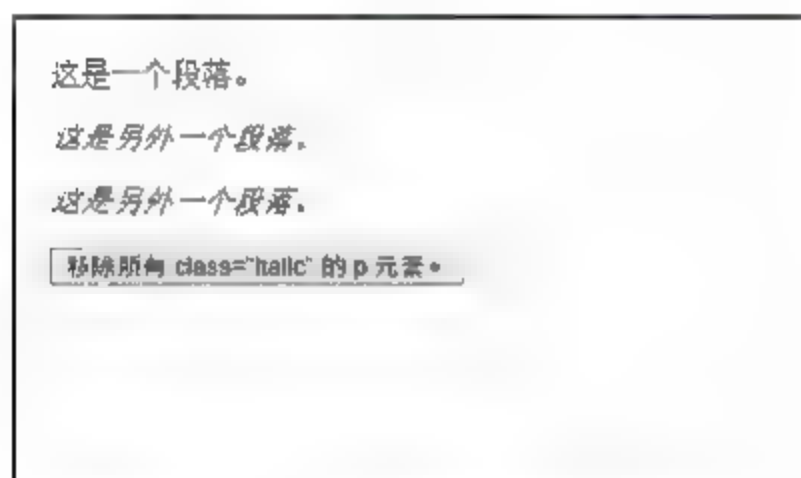 这是一个段落。
这是另外一个段落。
这是另外一个段落。
移除所有 class="italic" 的 p 元素。